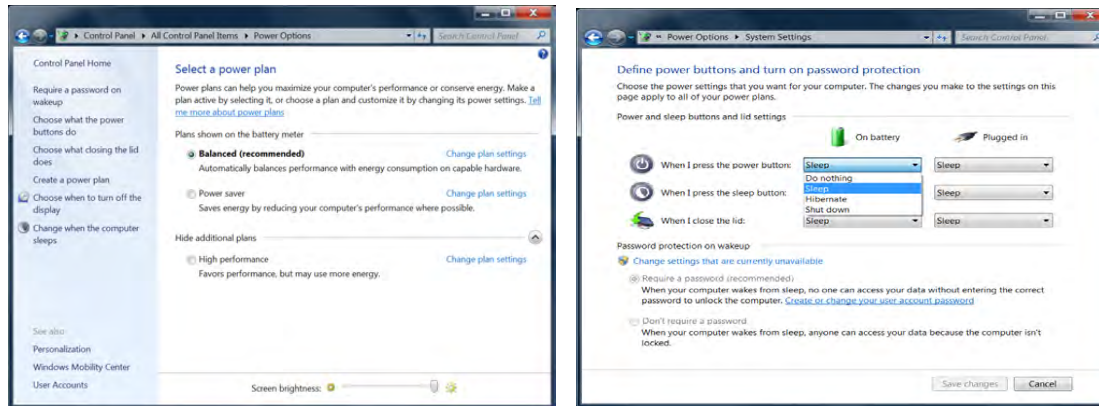 Control Panel ▸ All Control Panel Items ▸ Power Options
Search Control Panel
Control Panel Home
Require a password on
wakeup
Choose what the power
buttons do
Choose what closing the lid
does
Create a power plan
Choose when to turn off the
display
Change when the computer
sleeps
See also
Personalization
Windows Mobility Center
User Accounts
Select a power plan
Power plans can help you maximize your computer's performance or conserve energy. Make a
plan active by selecting it, or choose a plan and customize it by changing its power settings. Tell
me more about power plans
Plans shown on the battery meter
Balanced (recommended) Change plan settings
Automatically balances performance with energy consumption on capable hardware.
Power saver Change plan settings
Saves energy by reducing your computer's performance where possible.
Hide additional plans
High performance Change plan settings
Favors performance, but may use more energy.
Screen brightness:
Power Options ▸ System Settings
Search Control Panel
Define power buttons and turn on password protection
Choose the power settings that you want for your computer. The changes you make to the settings on this
page apply to all of your power plans.
Power and sleep buttons and lid settings
On battery Plugged in
When I press the power button: Sleep Sleep
Do nothing
Sleep
Hibernate
Shut down
When I press the sleep button: Sleep
When I close the lid: Sleep Sleep
Password protection on wakeup
Change settings that are currently unavailable
Require a password (recommended)
When your computer wakes from sleep, no one can access your data without entering the correct
password to unlock the computer. Create or change your user account password
Don't require a password
When your computer wakes from sleep, anyone can access your data because the computer isn't
locked.
Save changes Cancel